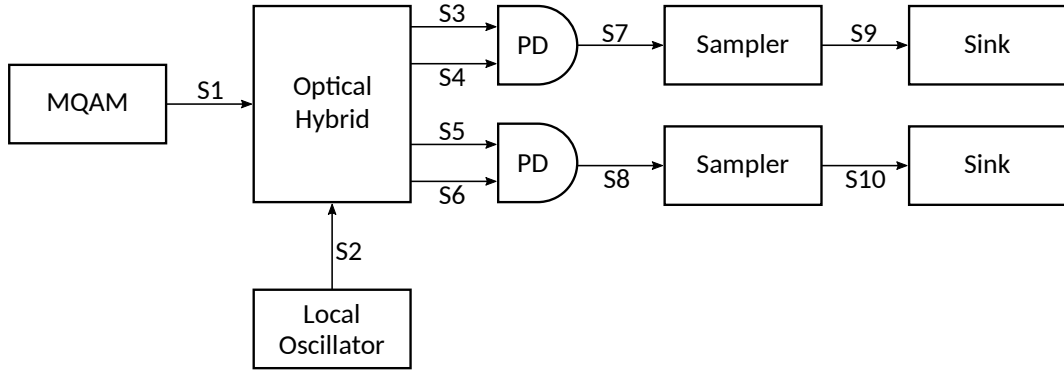 S3
S7
S9
PD
Sampler
Sink
S4
MQAM
S1
Optical
Hybrid
S5
PD
Sampler
Sink
S6
S8
S10
S2
Local
Oscillator